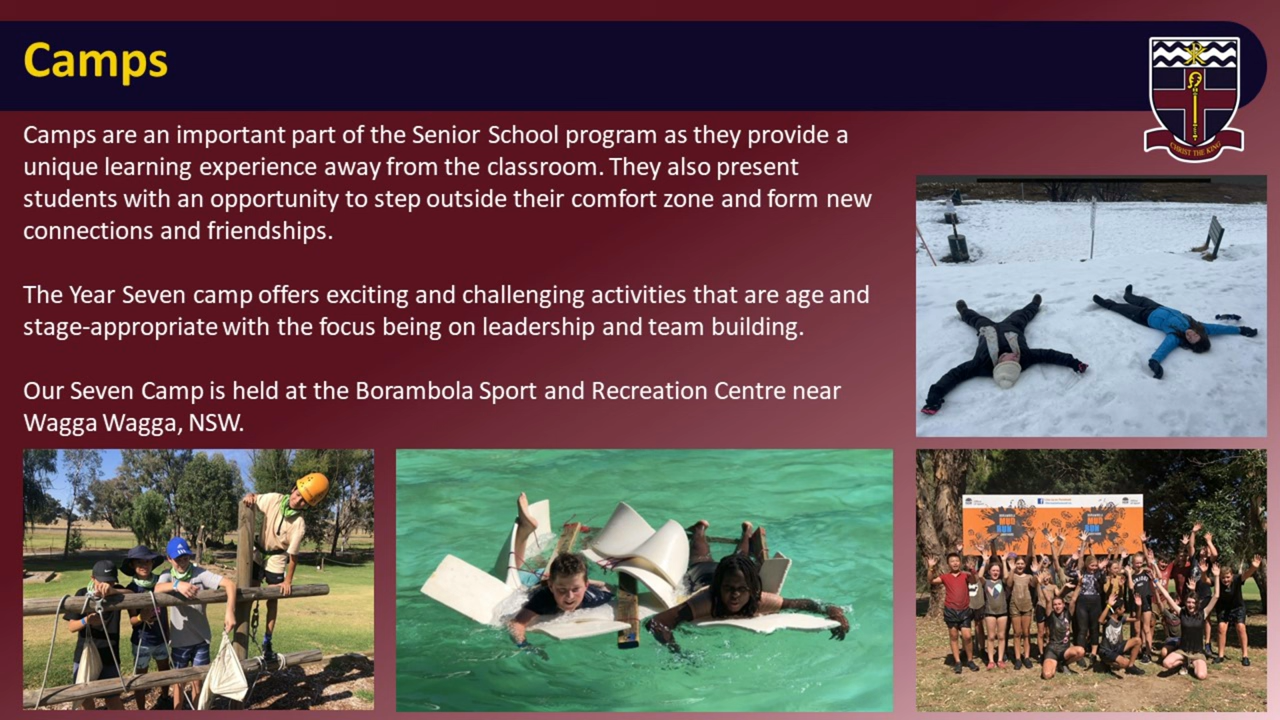 Camps
CHRIST THE KING
Camps are an important part of the Senior School program as they provide a
unique learning experience away from the classroom. They also present
students with an opportunity to step outside their comfort zone and form new
connections and friendships.
The Year Seven camp offers exciting and challenging activities that are age and
stage-appropriate with the focus being on leadership and team building.
Our Seven Camp is held at the Borambola Sport and Recreation Centre near
Wagga Wagga, NSW.
MUD
RUN
MUD
RUN